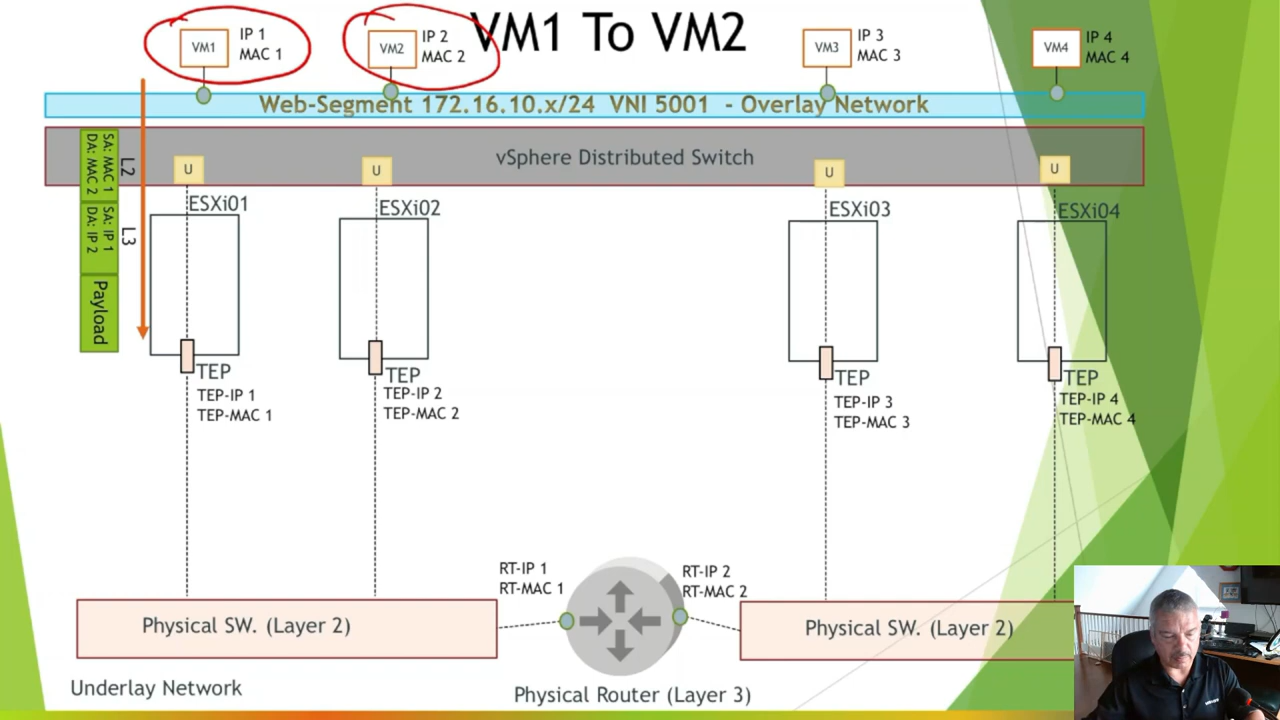 VM1 To VM2
VM1
IP 1
MAC 1
VM2
IP 2
MAC 2
VM3
IP 3
MAC 3
VM4
IP 4
MAC 4
Web-Segment 172.16.10.x/24 VNI 5001 - Overlay Network
vSphere Distributed Switch
U
U
U
U
L2
SA: MAC 1
DA: MAC 2
L3
SA: IP 1
DA: IP 2
Payload
ESXi01
ESXi02
ESXi03
ESXi04
TEP
TEP-IP 1
TEP-MAC 1
TEP
TEP-IP 2
TEP-MAC 2
TEP
TEP-IP 3
TEP-MAC 3
TEP
TEP-IP 4
TEP-MAC 4
RT-IP 1
RT-MAC 1
RT-IP 2
RT-MAC 2
Physical SW. (Layer 2)
Physical SW. (Layer 2)
Underlay Network
Physical Router (Layer 3)